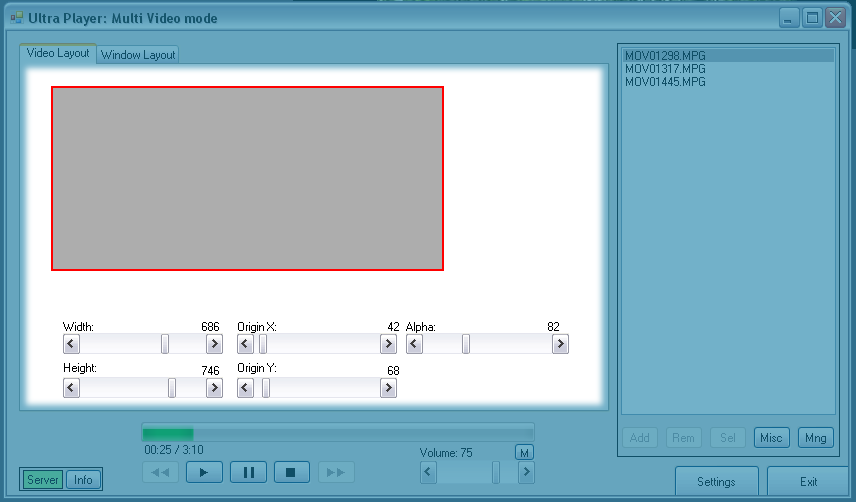 Ultra Player: Multi Video mode
Video Layout Window Layout
MOV01298.MPG
MOV01317.MPG
MOV01445.MPG
Width: 686 Origin X: 42 Alpha: 82
Height: 746 Origin Y: 68
00:25 / 3:10
Volume: 75 M
Add Rem Sel Misc Mng
Server Info
Settings Exit